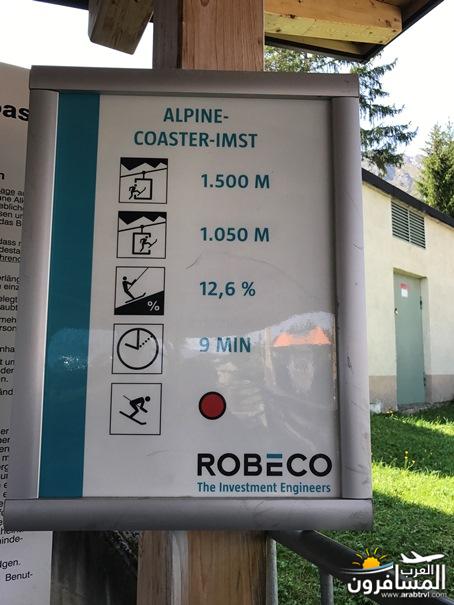 ALPINE-
COASTER-IMST
1.500 M
1.050 M
12,6 %
%
9 MIN
ROBECO
The Investment Engineers
Benut-
العرب
المسافرون
www.arabtrvl.com